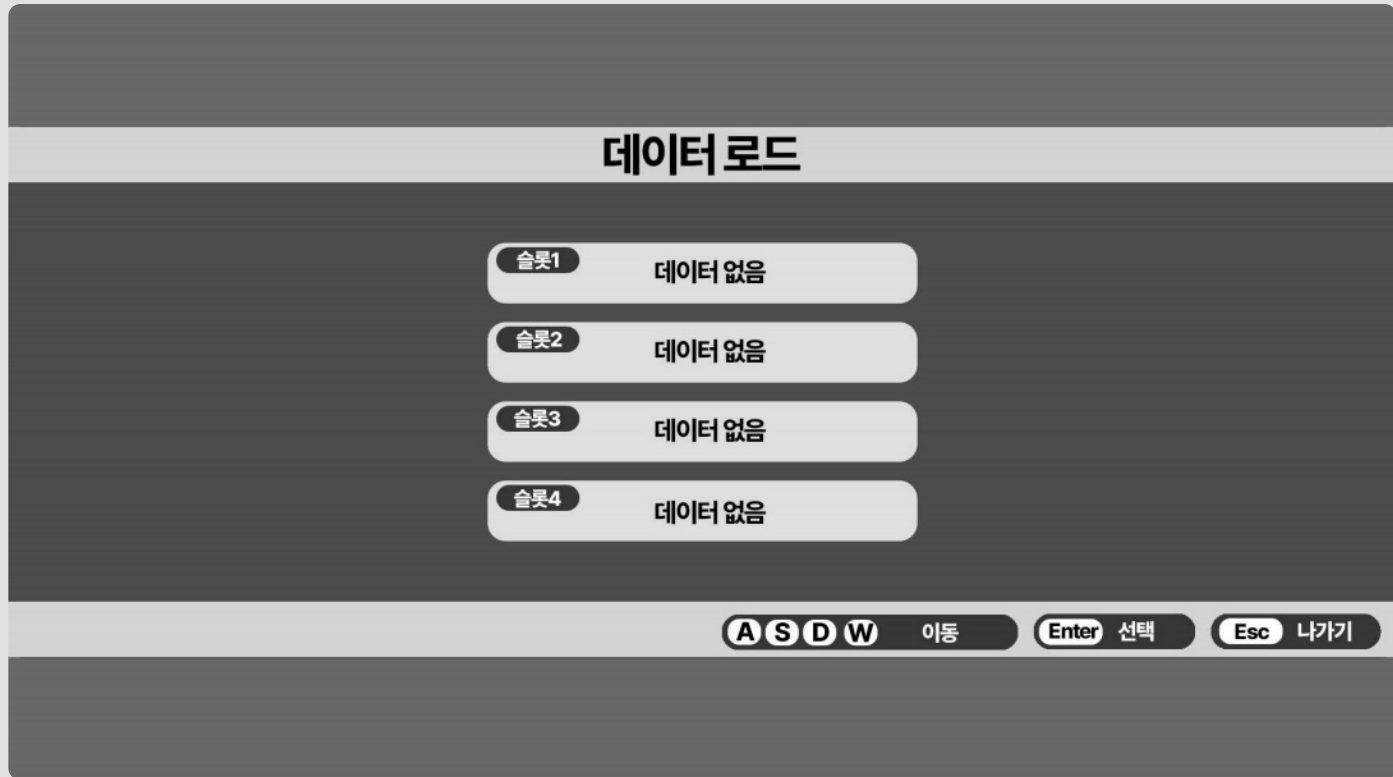 데이터 로드
슬롯1
데이터 없음
슬롯2
데이터 없음
슬롯3
데이터 없음
슬롯4
데이터 없음
A S D W 이동 Enter 선택 Esc 나가기